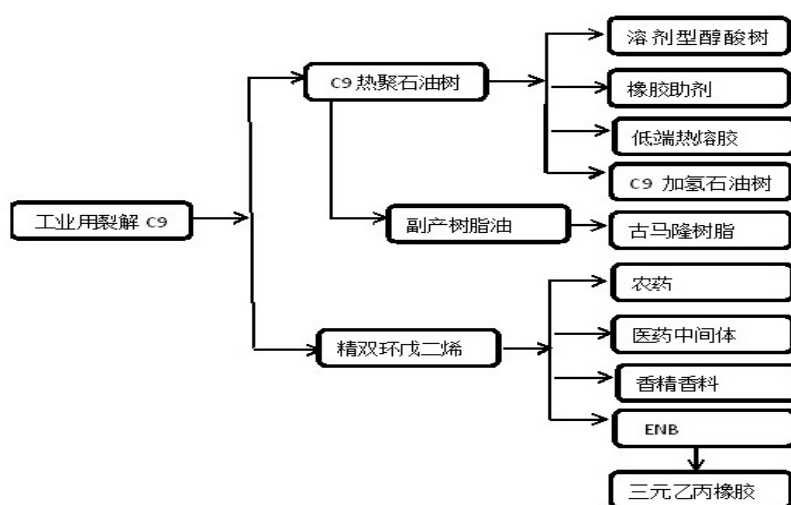 溶剂型醇酸树
C9 热聚石油树
橡胶助剂
低端热熔胶
C9 加氢石油树
工业用裂解 C9
副产树脂油
古马隆树脂
农药
精双环戊二烯
医药中间体
香精香料
ENB
三元乙丙橡胶